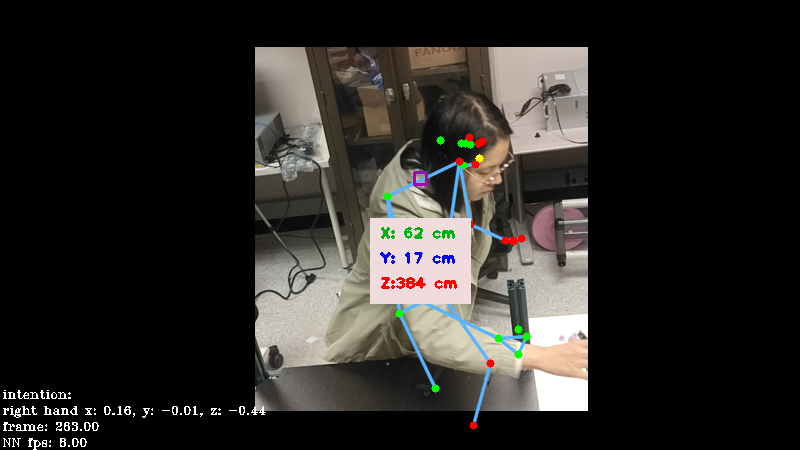 FANUC
X: 62 cm
Y: 17 cm
Z:384 cm
intention:
right hand x: 0.16, y: -0.01, z: -0.44
frame: 263.00
NN fps: 8.00